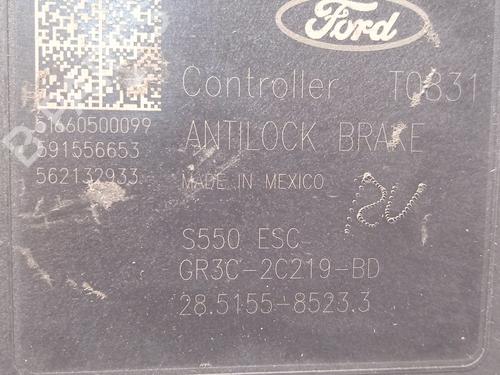 Ford
Controller T0831
51660500099
ANTILOCK BRAKE
591556653
562132933
MADE IN MEXICO
S550 ESC
GR3C-2C219-BD
28.5155-8523.3